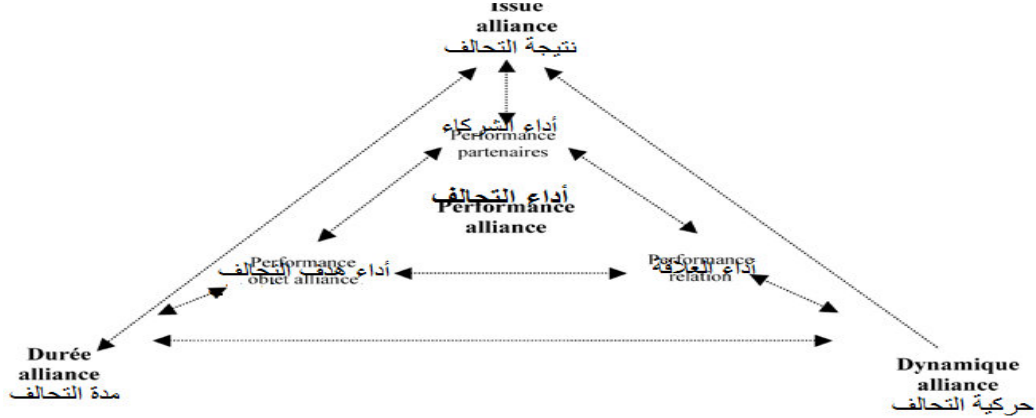 Issue
alliance
نتيجة التحالف
أداء الشركاء
Performance
partenaires
أداء التحالف
Performance
alliance
Performance
أداء هدف التحالف
objet alliance
Performance
أداء العلاقة
relation
Durée
alliance
مدة التحالف
Dynamique
alliance
حركية التحالف